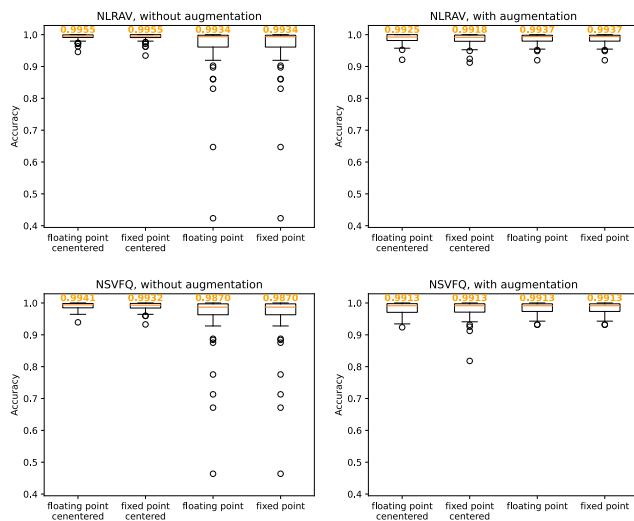 NLRAV, without augmentation
0.9955 0.9955 0.9934 0.9934
1,0
0,9
0,8
0,7
0,6
0,5
0,4
Accuracy
floating point cenentered
fixed point centered
floating point
fixed point
NLRAV, with augmentation
0.9925 0.9918 0.9937 0.9937
1,0
0,9
0,8
0,7
0,6
0,5
0,4
Accuracy
floating point cenentered
fixed point centered
floating point
fixed point
NSVFQ, without augmentation
0.9941 0.9932 0.9870 0.9870
1.0
0.9
0.8
0.7
0.6
0.5
0.4
Accuracy
floating point cenentered
fixed point centered
floating point
fixed point
NSVFQ, with augmentation
0.9913 0.9913 0.9913 0.9913
1.0
0.9
0.8
0.7
0.6
0.5
0.4
Accuracy
floating point cenentered
fixed point centered
floating point
fixed point